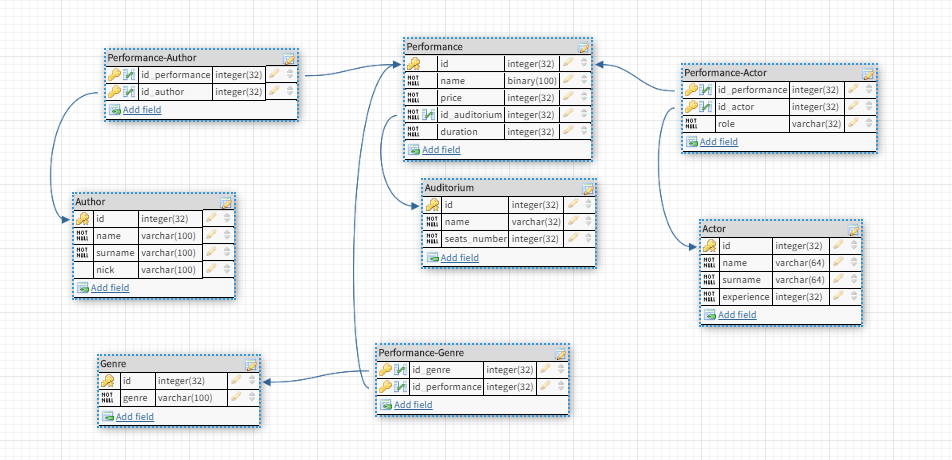 Performance-Author
id_performance integer(32)
id_author integer(32)
Add field
Performance
id integer(32)
NOT NULL name binary(100)
NOT NULL price integer(32)
NOT NULL id_auditorium integer(32)
NOT NULL duration integer(32)
Add field
Performance-Actor
id_performance integer(32)
id_actor integer(32)
NOT NULL role varchar(32)
Add field
Author
id integer(32)
NOT NULL name varchar(100)
NOT NULL surname varchar(100)
nick varchar(100)
Add field
Auditorium
id integer(32)
NOT NULL name varchar(32)
NOT NULL seats_number integer(32)
Add field
Actor
id integer(32)
NOT NULL name varchar(64)
NOT NULL surname varchar(64)
NOT NULL experience integer(32)
Add field
Genre
id integer(32)
NOT NULL genre varchar(100)
Add field
Performance-Genre
id_genre integer(32)
id_performance integer(32)
Add field